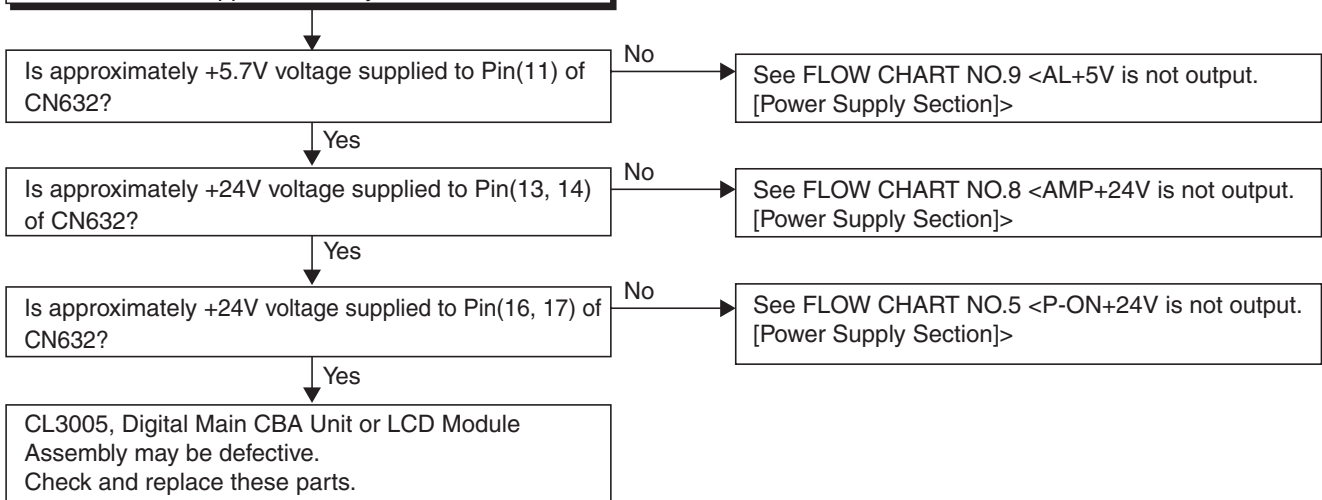 Is approximately +5.7V voltage supplied to Pin(11) of
CN632?
No
See FLOW CHART NO.9 <AL+5V is not output.
[Power Supply Section]>
Yes
Is approximately +24V voltage supplied to Pin(13, 14)
of CN632?
No
See FLOW CHART NO.8 <AMP+24V is not output.
[Power Supply Section]>
Yes
Is approximately +24V voltage supplied to Pin(16, 17) of
CN632?
No
See FLOW CHART NO.5 <P-ON+24V is not output.
[Power Supply Section]>
Yes
CL3005, Digital Main CBA Unit or LCD Module
Assembly may be defective.
Check and replace these parts.